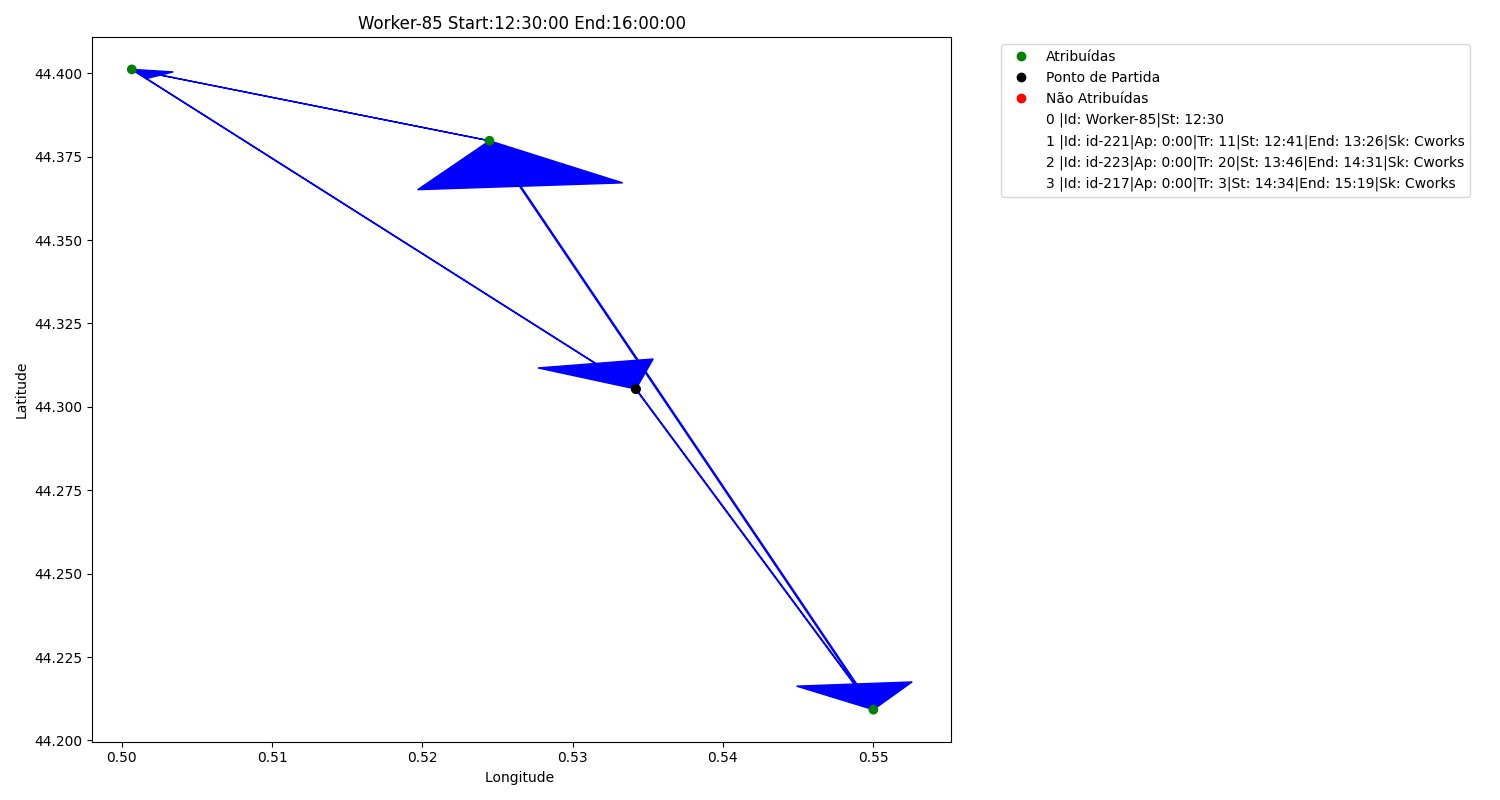 Worker-85 Start:12:30:00 End:16:00:00
44.400
44.375
44.350
44.325
44.300
44.275
44.250
44.225
44.200
Latitude
0.50 0.51 0.52 0.53 0.54 0.55
Longitude
Atribuídas
Ponto de Partida
Não Atribuídas
0 |Id: Worker-85|St: 12:30
1 |Id: id-221|Ap: 0:00|Tr: 11|St: 12:41|End: 13:26|Sk: Cworks
2 |Id: id-223|Ap: 0:00|Tr: 20|St: 13:46|End: 14:31|Sk: Cworks
3 |Id: id-217|Ap: 0:00|Tr: 3|St: 14:34|End: 15:19|Sk: Cworks